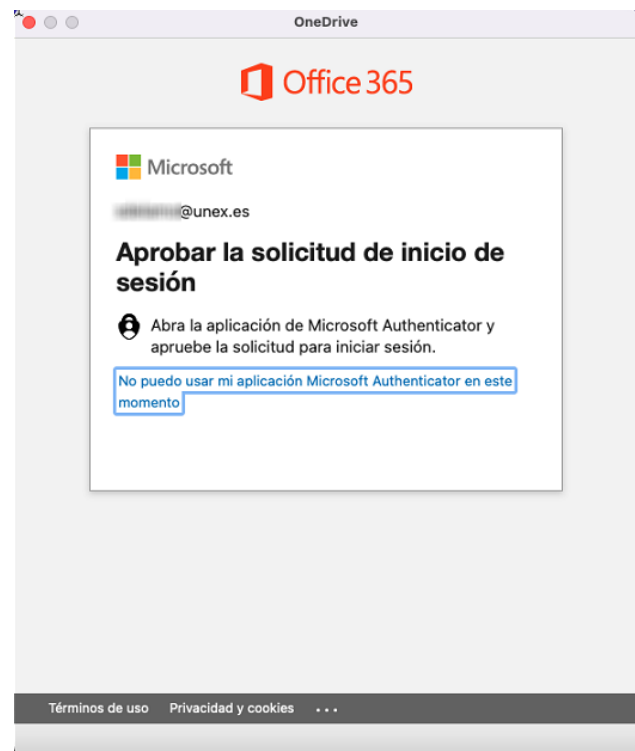 OneDrive
Office 365
Microsoft
@unex.es
Aprobar la solicitud de inicio de
sesión
Abra la aplicación de Microsoft Authenticator y
apruebe la solicitud para iniciar sesión.
No puedo usar mi aplicación Microsoft Authenticator en este
momento
Términos de uso Privacidad y cookies ...